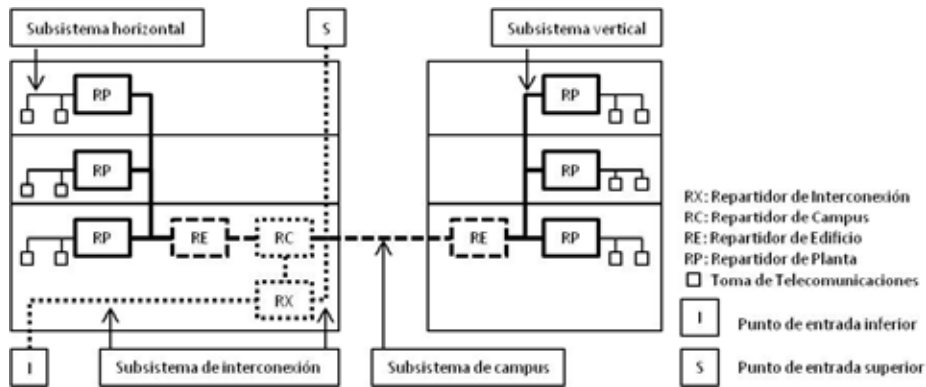 Subsistema horizontal
S
Subsistema vertical
RP
RP
RP
RP
RP
RE
RC
RE
RP
RX
I
Subsistema de interconexión
Subsistema de campus
RX: Repartidor de Interconexión
RC: Repartidor de Campus
RE: Repartidor de Edificio
RP: Repartidor de Planta
Toma de Telecomunicaciones
I Punto de entrada inferior
S Punto de entrada superior